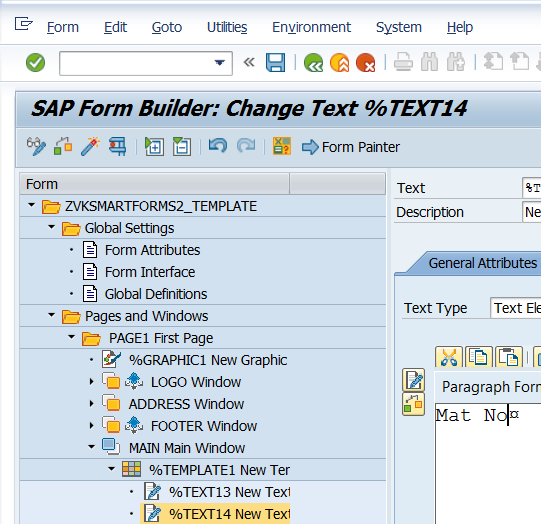 Form Edit Goto Utilities Environment System Help
SAP Form Builder: Change Text %TEXT14
Form Painter
Form
Text %T
Description Ne
ZVKSMARTFORMS2_TEMPLATE
Global Settings
Form Attributes
Form Interface
Global Definitions
Pages and Windows
PAGE1 First Page
%GRAPHIC1 New Graphic
LOGO Window
ADDRESS Window
FOOTER Window
MAIN Main Window
%TEMPLATE1 New Ter
%TEXT13 New Text
%TEXT14 New Text
General Attributes
Text Type Text Ele
Paragraph Form
Mat No¤